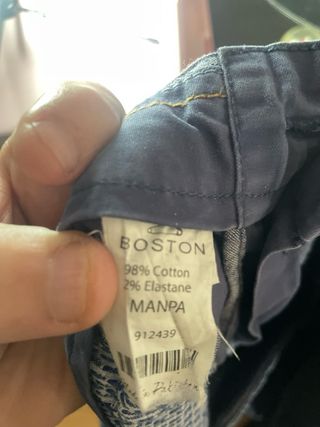 BOSTON
98% Cotton
2% Elastane
MANPA
912439